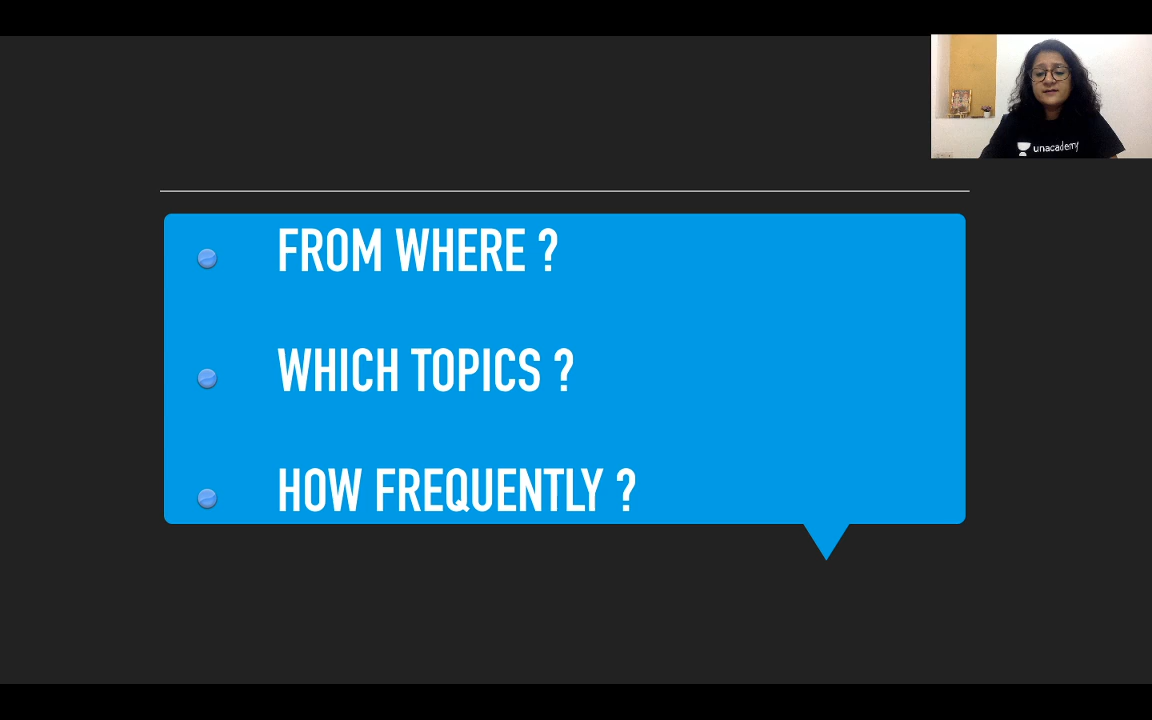 unacademy
FROM WHERE ?
WHICH TOPICS ?
HOW FREQUENTLY ?